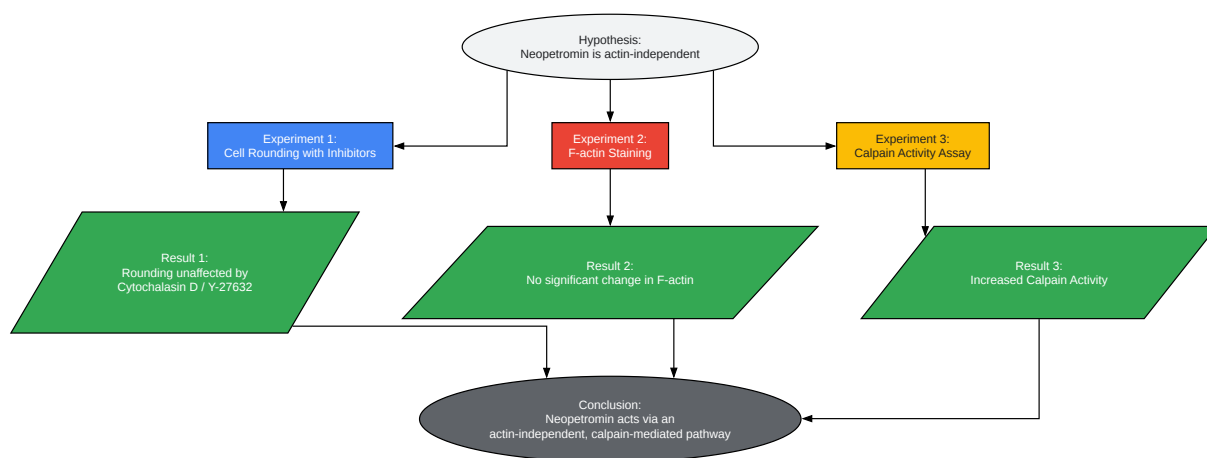 Hypothesis:
Neopetromin is actin-independent
Experiment 1:
Cell Rounding with Inhibitors
Experiment 2:
F-actin Staining
Experiment 3:
Calpain Activity Assay
Result 1:
Rounding unaffected by
Cytochalasin D / Y-27632
Result 2:
No significant change in F-actin
Result 3:
Increased Calpain Activity
Conclusion:
Neopetromin acts via an
actin-independent, calpain-mediated pathway